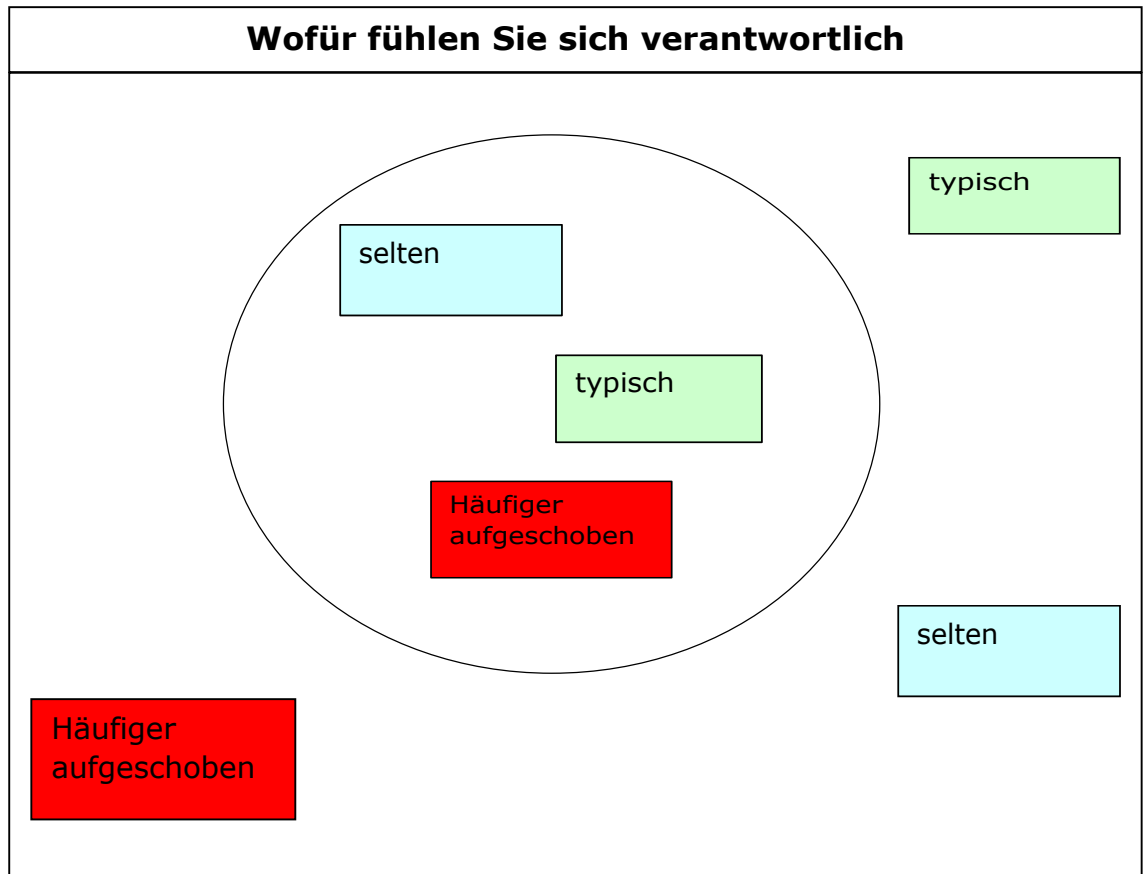 Wofür fühlen Sie sich verantwortlich
typisch
selten
typisch
Häufiger
aufgeschoben
selten
Häufiger
aufgeschoben